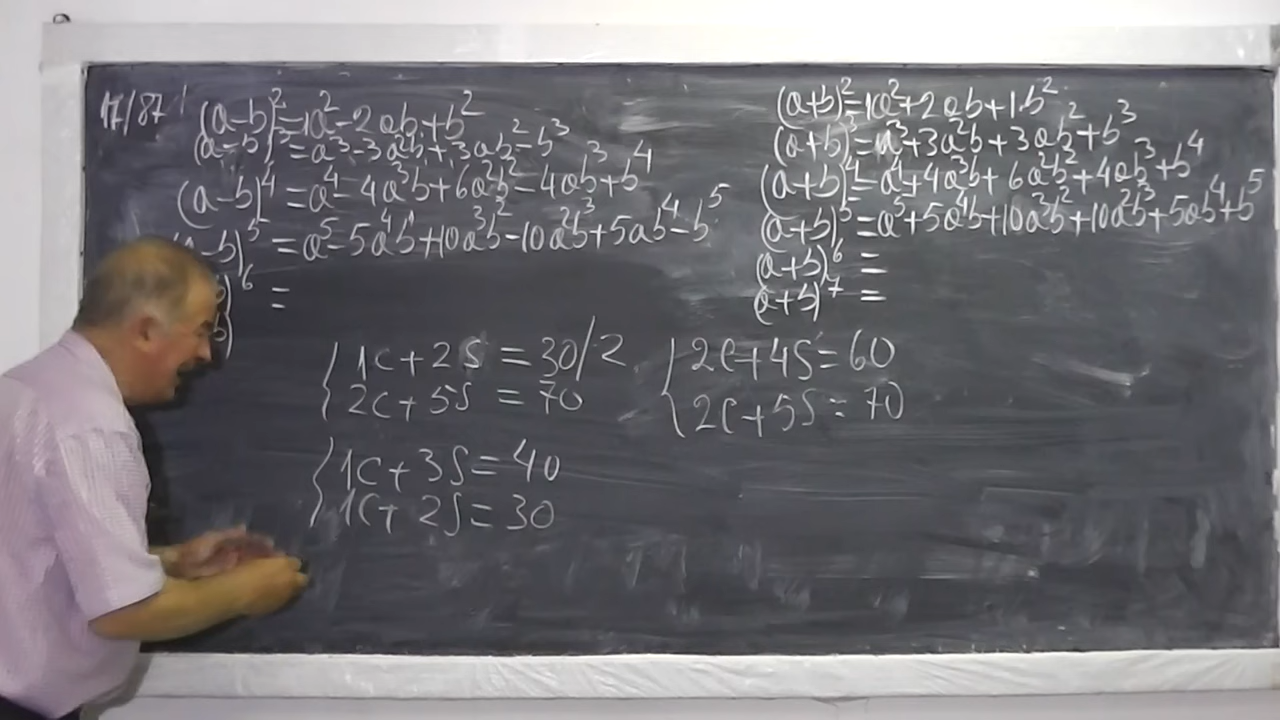 17/87
(a-b)²=1a²-2ab+b²
(a-b)³=a³-3a²b+3ab²-b³
(a-b)⁴=a⁴-4a³b+6a²b²-4ab³+b⁴
-b)⁵=a⁵-5a⁴b¹+10a³b²-10a²b³+5ab⁴-b⁵
b)⁶=
b)
(a+b)²=1a²+2ab+1b²
(a+b)³=a³+3a²b+3ab²+b³
(a+b)⁴=a⁴+4a³b+6a²b²+4ab³+b⁴
(a+b)⁵=a⁵+5a⁴b+10a³b²+10a²b³+5ab⁴+b⁵
(a+b)⁶=
(a+b)⁷=
{1C+2S=30/2
2C+5S=70
{2C+4S=60
2C+5S=70
{1C+3S=40
1C+2S=30